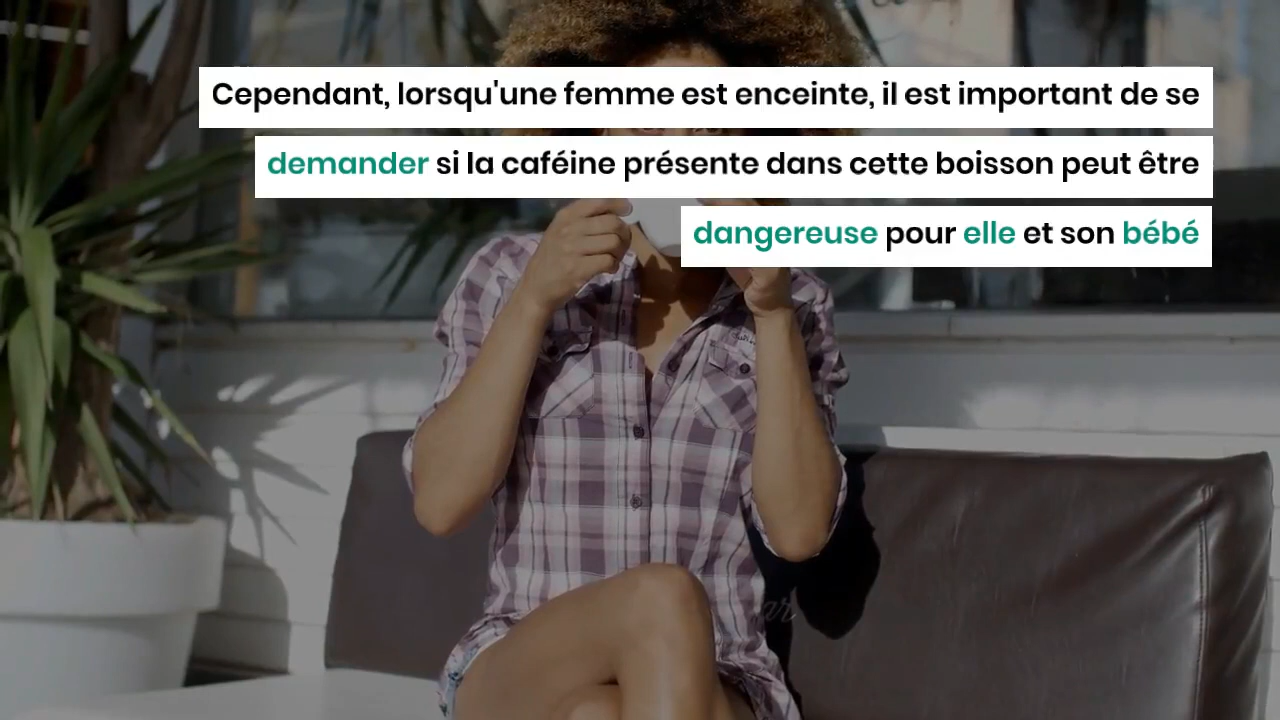 Cependant, lorsqu'une femme est enceinte, il est important de se
demander si la caféine présente dans cette boisson peut être
dangereuse pour elle et son bébé